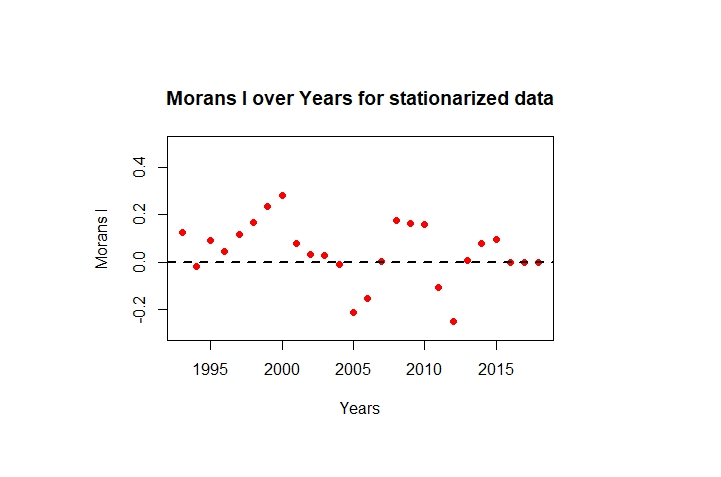 Morans I over Years for stationarized data
Morans I
0.4
0.2
0.0
-0.2
1995 2000 2005 2010 2015
Years